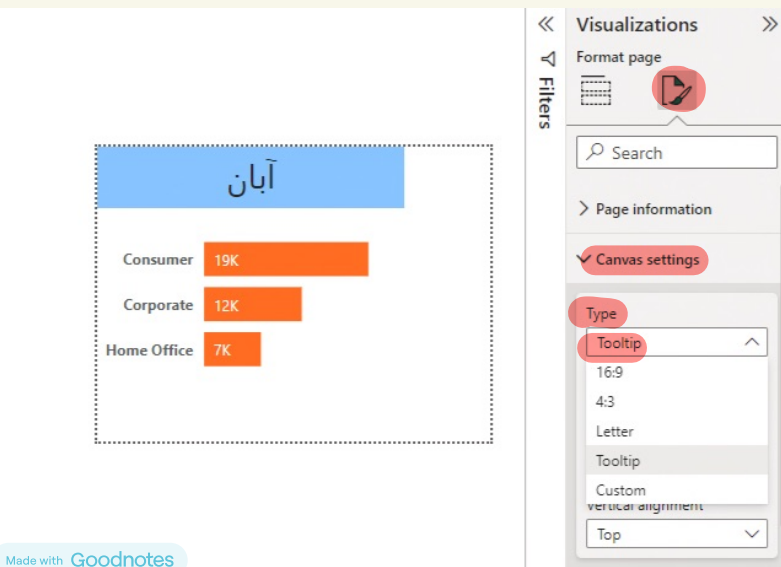 Visualizations
Format page
Filters
Search
Page information
Canvas settings
Type
Tooltip
16:9
4:3
Letter
Tooltip
Custom
Vertical alignment
Top
آبان
Consumer 19K
Corporate 12K
Home Office 7K
Made with Goodnotes